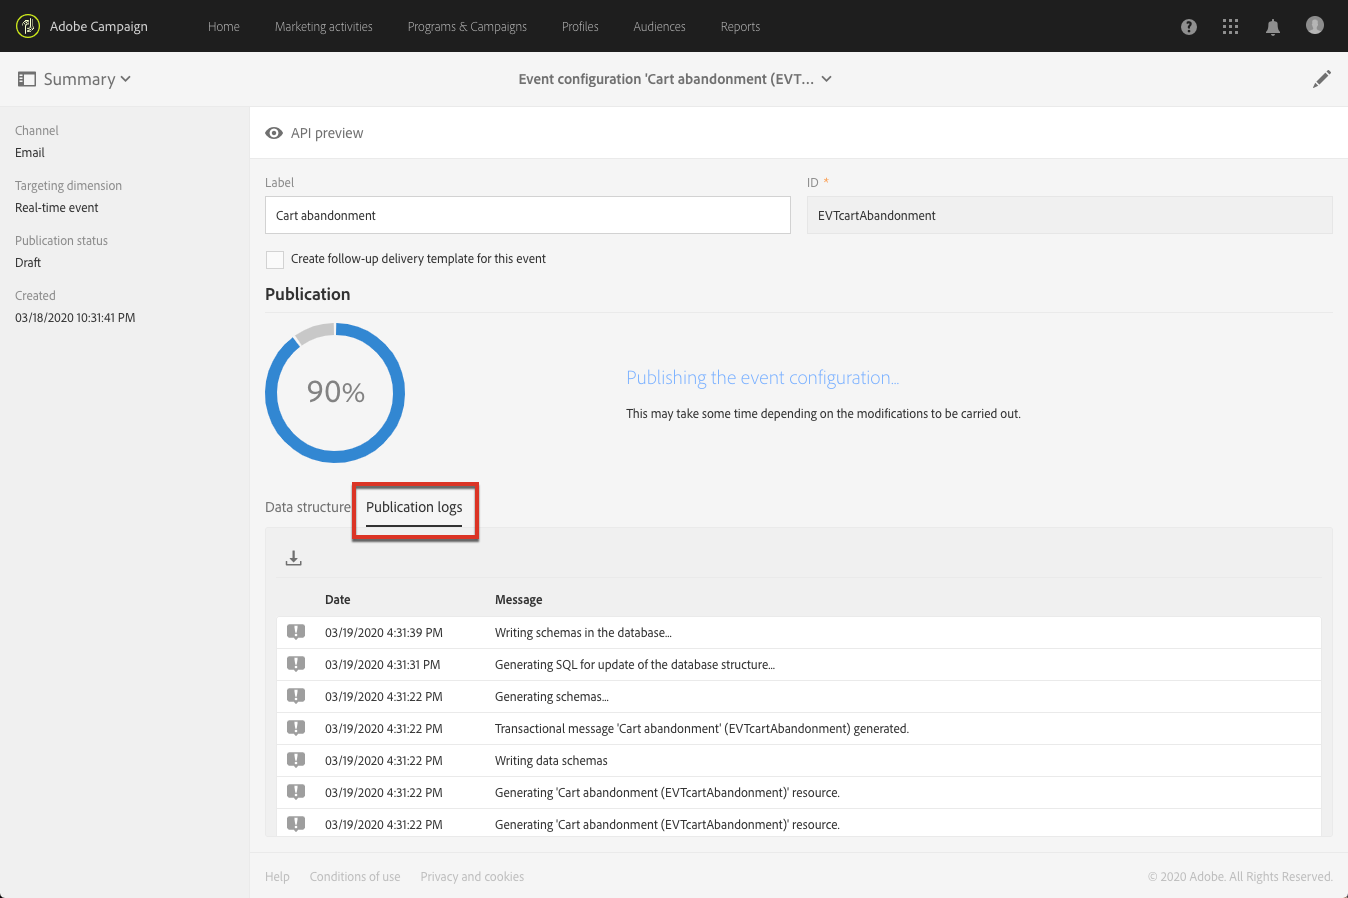 Adobe Campaign Home Marketing activities Programs & Campaigns Profiles Audiences Reports
Summary
Event configuration 'Cart abandonment (EVT...
Channel
Email
Targeting dimension
Real-time event
Publication status
Draft
Created
03/18/2020 10:31:41 PM
API preview
Label
ID *
Cart abandonment
EVTcartAbandonment
Create follow-up delivery template for this event
Publication
90%
Publishing the event configuration...
This may take some time depending on the modifications to be carried out.
Data structure Publication logs
Date Message
03/19/2020 4:31:39 PM Writing schemas in the database...
03/19/2020 4:31:31 PM Generating SQL for update of the database structure...
03/19/2020 4:31:22 PM Generating schemas...
03/19/2020 4:31:22 PM Transactional message 'Cart abandonment' (EVTcartAbandonment) generated.
03/19/2020 4:31:22 PM Writing data schemas
03/19/2020 4:31:22 PM Generating 'Cart abandonment (EVTcartAbandonment)' resource.
03/19/2020 4:31:22 PM Generating 'Cart abandonment (EVTcartAbandonment)' resource.
Help Conditions of use Privacy and cookies © 2020 Adobe. All Rights Reserved.